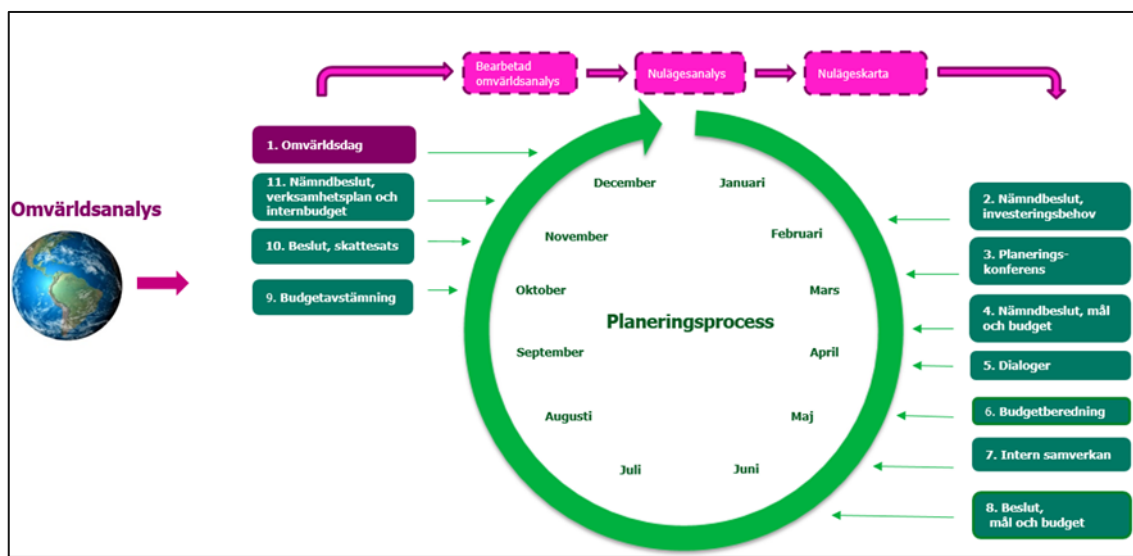 Bearbetad
omvärldsanalys
Nulägesanalys
Nulägeskarta
Omvärldsanalys
1. Omvärldsdag
11. Nämndbeslut,
verksamhetsplan och
internbudget
10. Beslut, skattesats
9. Budgetavstämning
Planeringsprocess
Januari
Februari
Mars
April
Maj
Juni
Juli
Augusti
September
Oktober
November
December
2. Nämndbeslut,
investeringsbehov
3. Planerings-
konferens
4. Nämndbeslut, mål
och budget
5. Dialoger
6. Budgetberedning
7. Intern samverkan
8. Beslut,
mål och budget